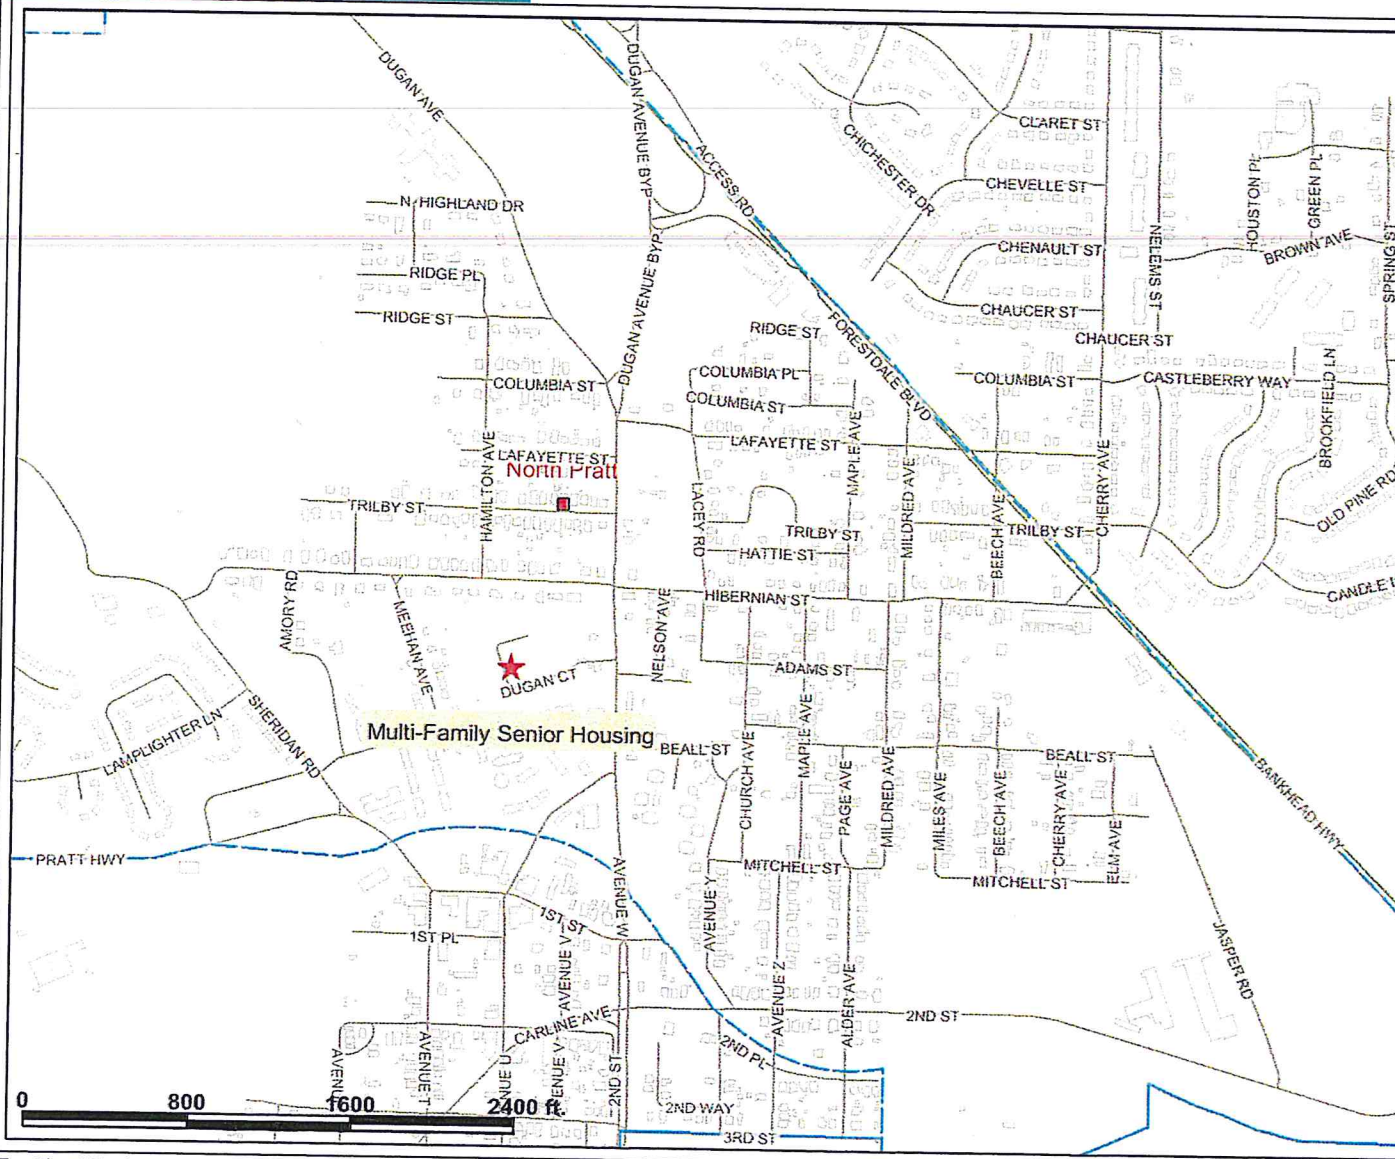 DUGAN AVE
DUGAN AVENUE BYP
ACCESS RD
CLARET ST
CHICHESTER DR
CHEVELLE ST
N HIGHLAND DR
HOUSTON PL
GREEN PL
NELEMS ST
BROWN AVE
SPRING ST
CHENAULT ST
RIDGE PL
DUGAN AVENUE BYP
CHAUCER ST
RIDGE ST
RIDGE ST
FORESTDALE BLVD
CHAUCER ST
COLUMBIA PL
COLUMBIA ST
COLUMBIA ST
CASTLEBERRY WAY
BROOKFIELD LN
COLUMBIA ST
LAFAYETTE ST
MAPLE AVE
HAMILTON AVE
LAFAYETTE ST
North Pratt
CHERRY AVE
MILDRED AVE
OLD PINE RD
TRILBY ST
LACEY RD
TRILBY ST
BEECH AVE
TRILBY ST
HATTIE ST
CANDLE
HIBERNIAN ST
AMORY RD
MEEHAN AVE
NELSON AVE
ADAMS ST
DUGAN CT
LAMPLIGHTER LN
SHERIDAN RD
Multi-Family Senior Housing
MAPLE AVE
BEALL ST
BEALL ST
CHURCH AVE
PAGE AVE
MILDRED AVE
MILES AVE
BEECH AVE
CHERRY AVE
ELM AVE
BANKHEAD HWY
PRATT HWY
MITCHELL ST
MITCHELL ST
AVENUE W
1ST ST
AVENUE Y
1ST PL
AVENUE V
JASPER RD
AVENUE Z
ALDER AVE
CARLINE AVE
2ND ST
2ND PL
AVENUE
AVENUE T
NUE U
ENUE V
2ND ST
0 800 1600 2400 ft.
2ND WAY
3RD ST